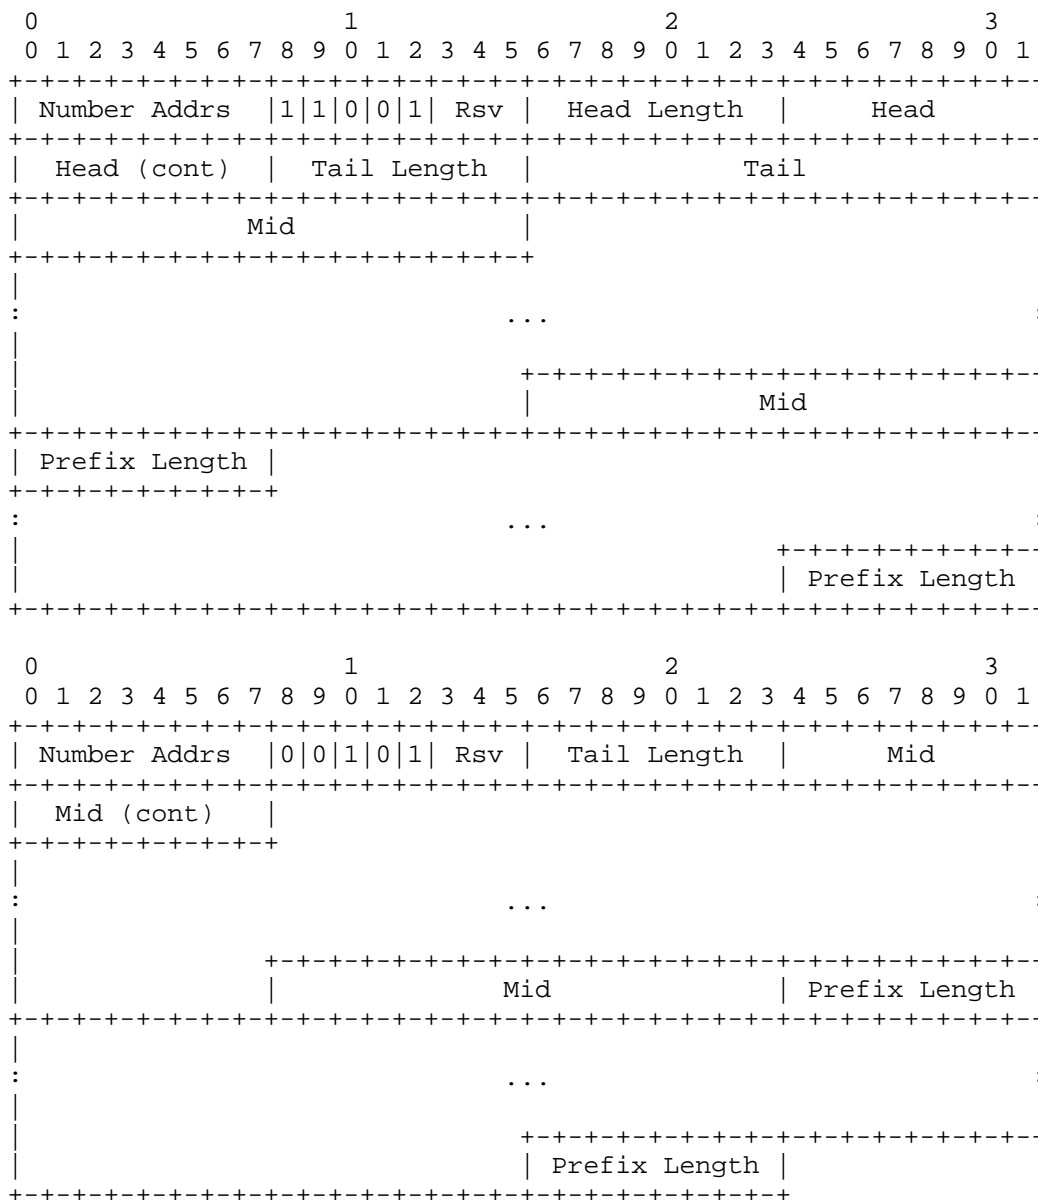 0                   1                   2                   3
 0 1 2 3 4 5 6 7 8 9 0 1 2 3 4 5 6 7 8 9 0 1 2 3 4 5 6 7 8 9 0 1
+-+-+-+-+-+-+-+-+-+-+-+-+-+-+-+-+-+-+-+-+-+-+-+-+-+-+-+-+-+-+-+--
| Number Addrs  |1|1|0|0|1| Rsv |  Head Length  |     Head
+-+-+-+-+-+-+-+-+-+-+-+-+-+-+-+-+-+-+-+-+-+-+-+-+-+-+-+-+-+-+-+--
|  Head (cont)  |  Tail Length  |             Tail
+-+-+-+-+-+-+-+-+-+-+-+-+-+-+-+-+-+-+-+-+-+-+-+-+-+-+-+-+-+-+-+--
|              Mid              |
+-+-+-+-+-+-+-+-+-+-+-+-+-+-+-+-+
|
:                              ...                              :
|
|                               +-+-+-+-+-+-+-+-+-+-+-+-+-+-+-+--
|                               |              Mid
+-+-+-+-+-+-+-+-+-+-+-+-+-+-+-+-+-+-+-+-+-+-+-+-+-+-+-+-+-+-+-+--
| Prefix Length |
+-+-+-+-+-+-+-+-+
:                              ...                              :
|                                               +-+-+-+-+-+-+-+--
|                                               | Prefix Length
+-+-+-+-+-+-+-+-+-+-+-+-+-+-+-+-+-+-+-+-+-+-+-+-+-+-+-+-+-+-+-+--
 0                   1                   2                   3
 0 1 2 3 4 5 6 7 8 9 0 1 2 3 4 5 6 7 8 9 0 1 2 3 4 5 6 7 8 9 0 1
+-+-+-+-+-+-+-+-+-+-+-+-+-+-+-+-+-+-+-+-+-+-+-+-+-+-+-+-+-+-+-+--
| Number Addrs  |0|0|1|0|1| Rsv |  Tail Length  |      Mid
+-+-+-+-+-+-+-+-+-+-+-+-+-+-+-+-+-+-+-+-+-+-+-+-+-+-+-+-+-+-+-+--
|  Mid (cont)   |
+-+-+-+-+-+-+-+-+
|
:                              ...                              :
|
|               +-+-+-+-+-+-+-+-+-+-+-+-+-+-+-+-+-+-+-+-+-+-+-+--
|               |              Mid              | Prefix Length
+-+-+-+-+-+-+-+-+-+-+-+-+-+-+-+-+-+-+-+-+-+-+-+-+-+-+-+-+-+-+-+--
|
:                              ...                              :
|
|                               +-+-+-+-+-+-+-+-+-+-+-+-+-+-+-+--
|                               | Prefix Length |
+-+-+-+-+-+-+-+-+-+-+-+-+-+-+-+-+-+-+-+-+-+-+-+-+